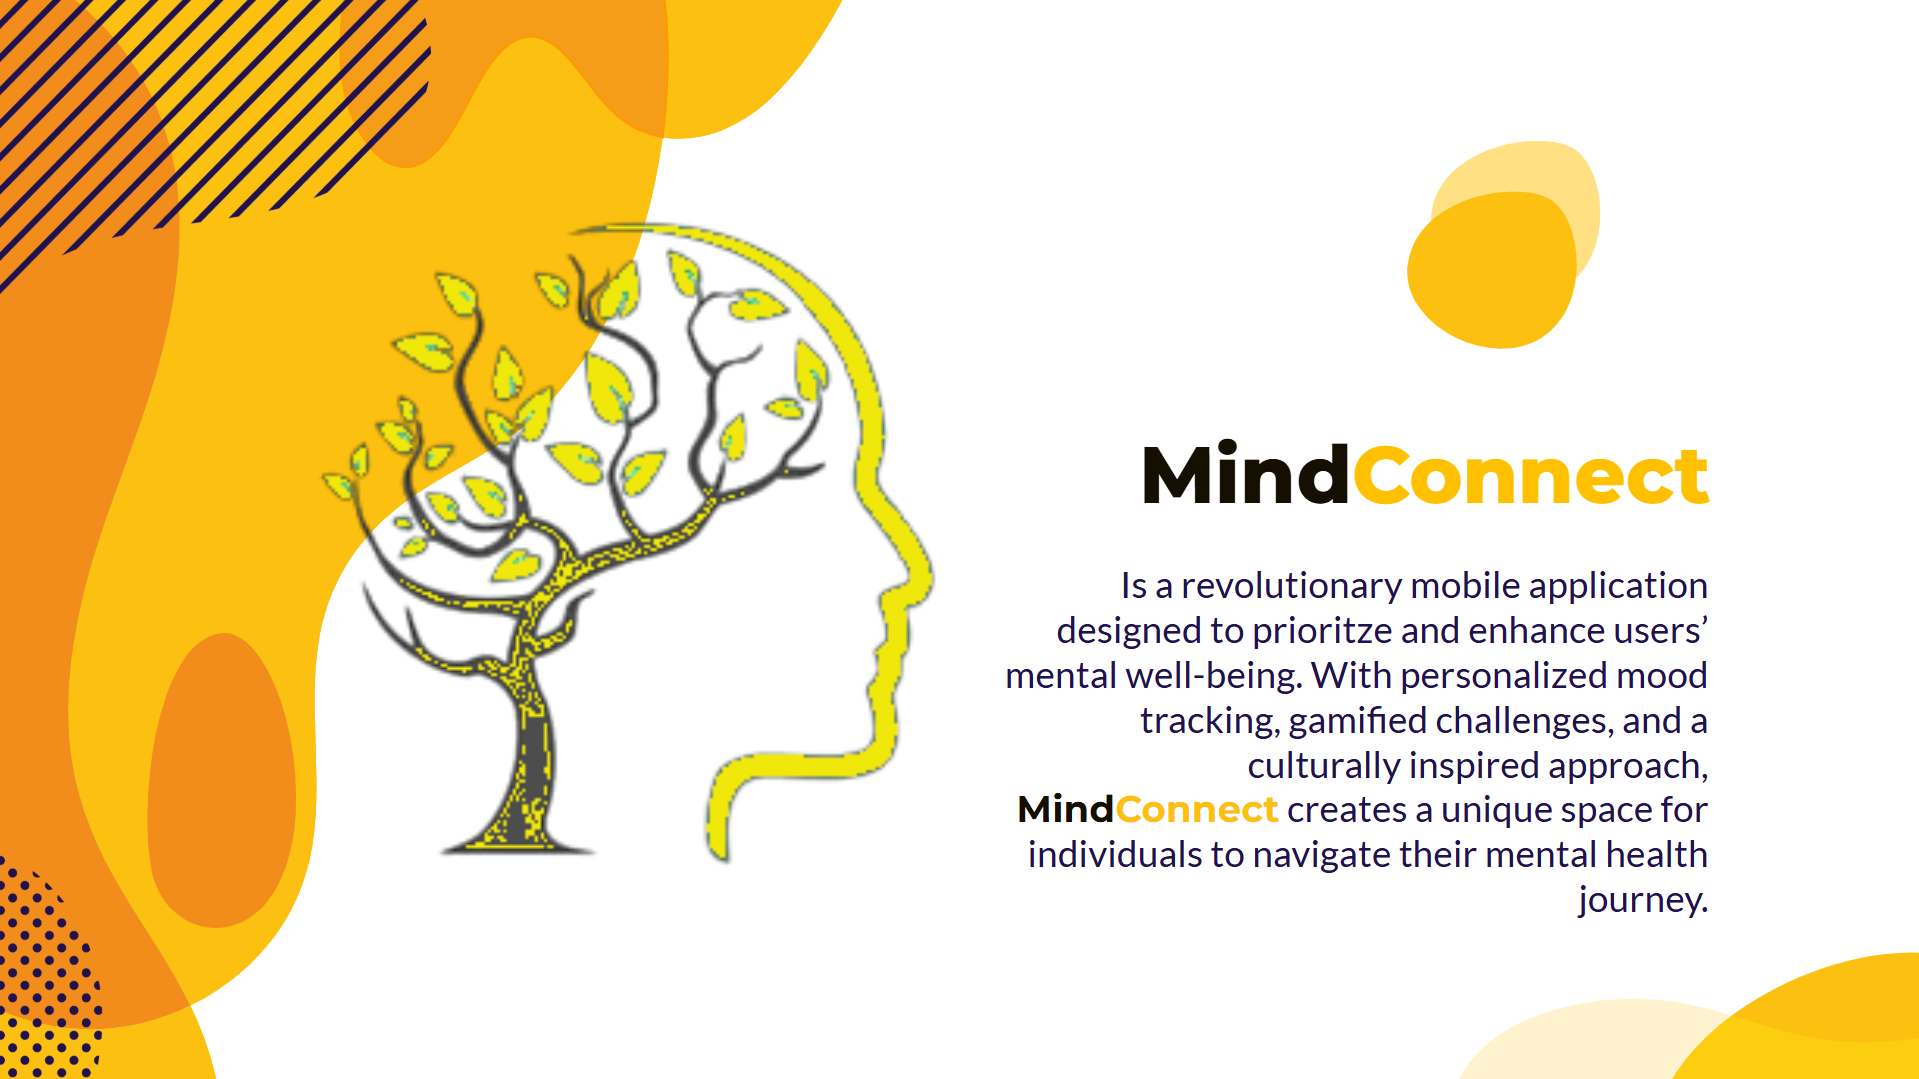 MindConnect
Is a revolutionary mobile application
designed to prioritze and enhance users’
mental well-being. With personalized mood
tracking, gamified challenges, and a
culturally inspired approach,
MindConnect creates a unique space for
individuals to navigate their mental health
journey.